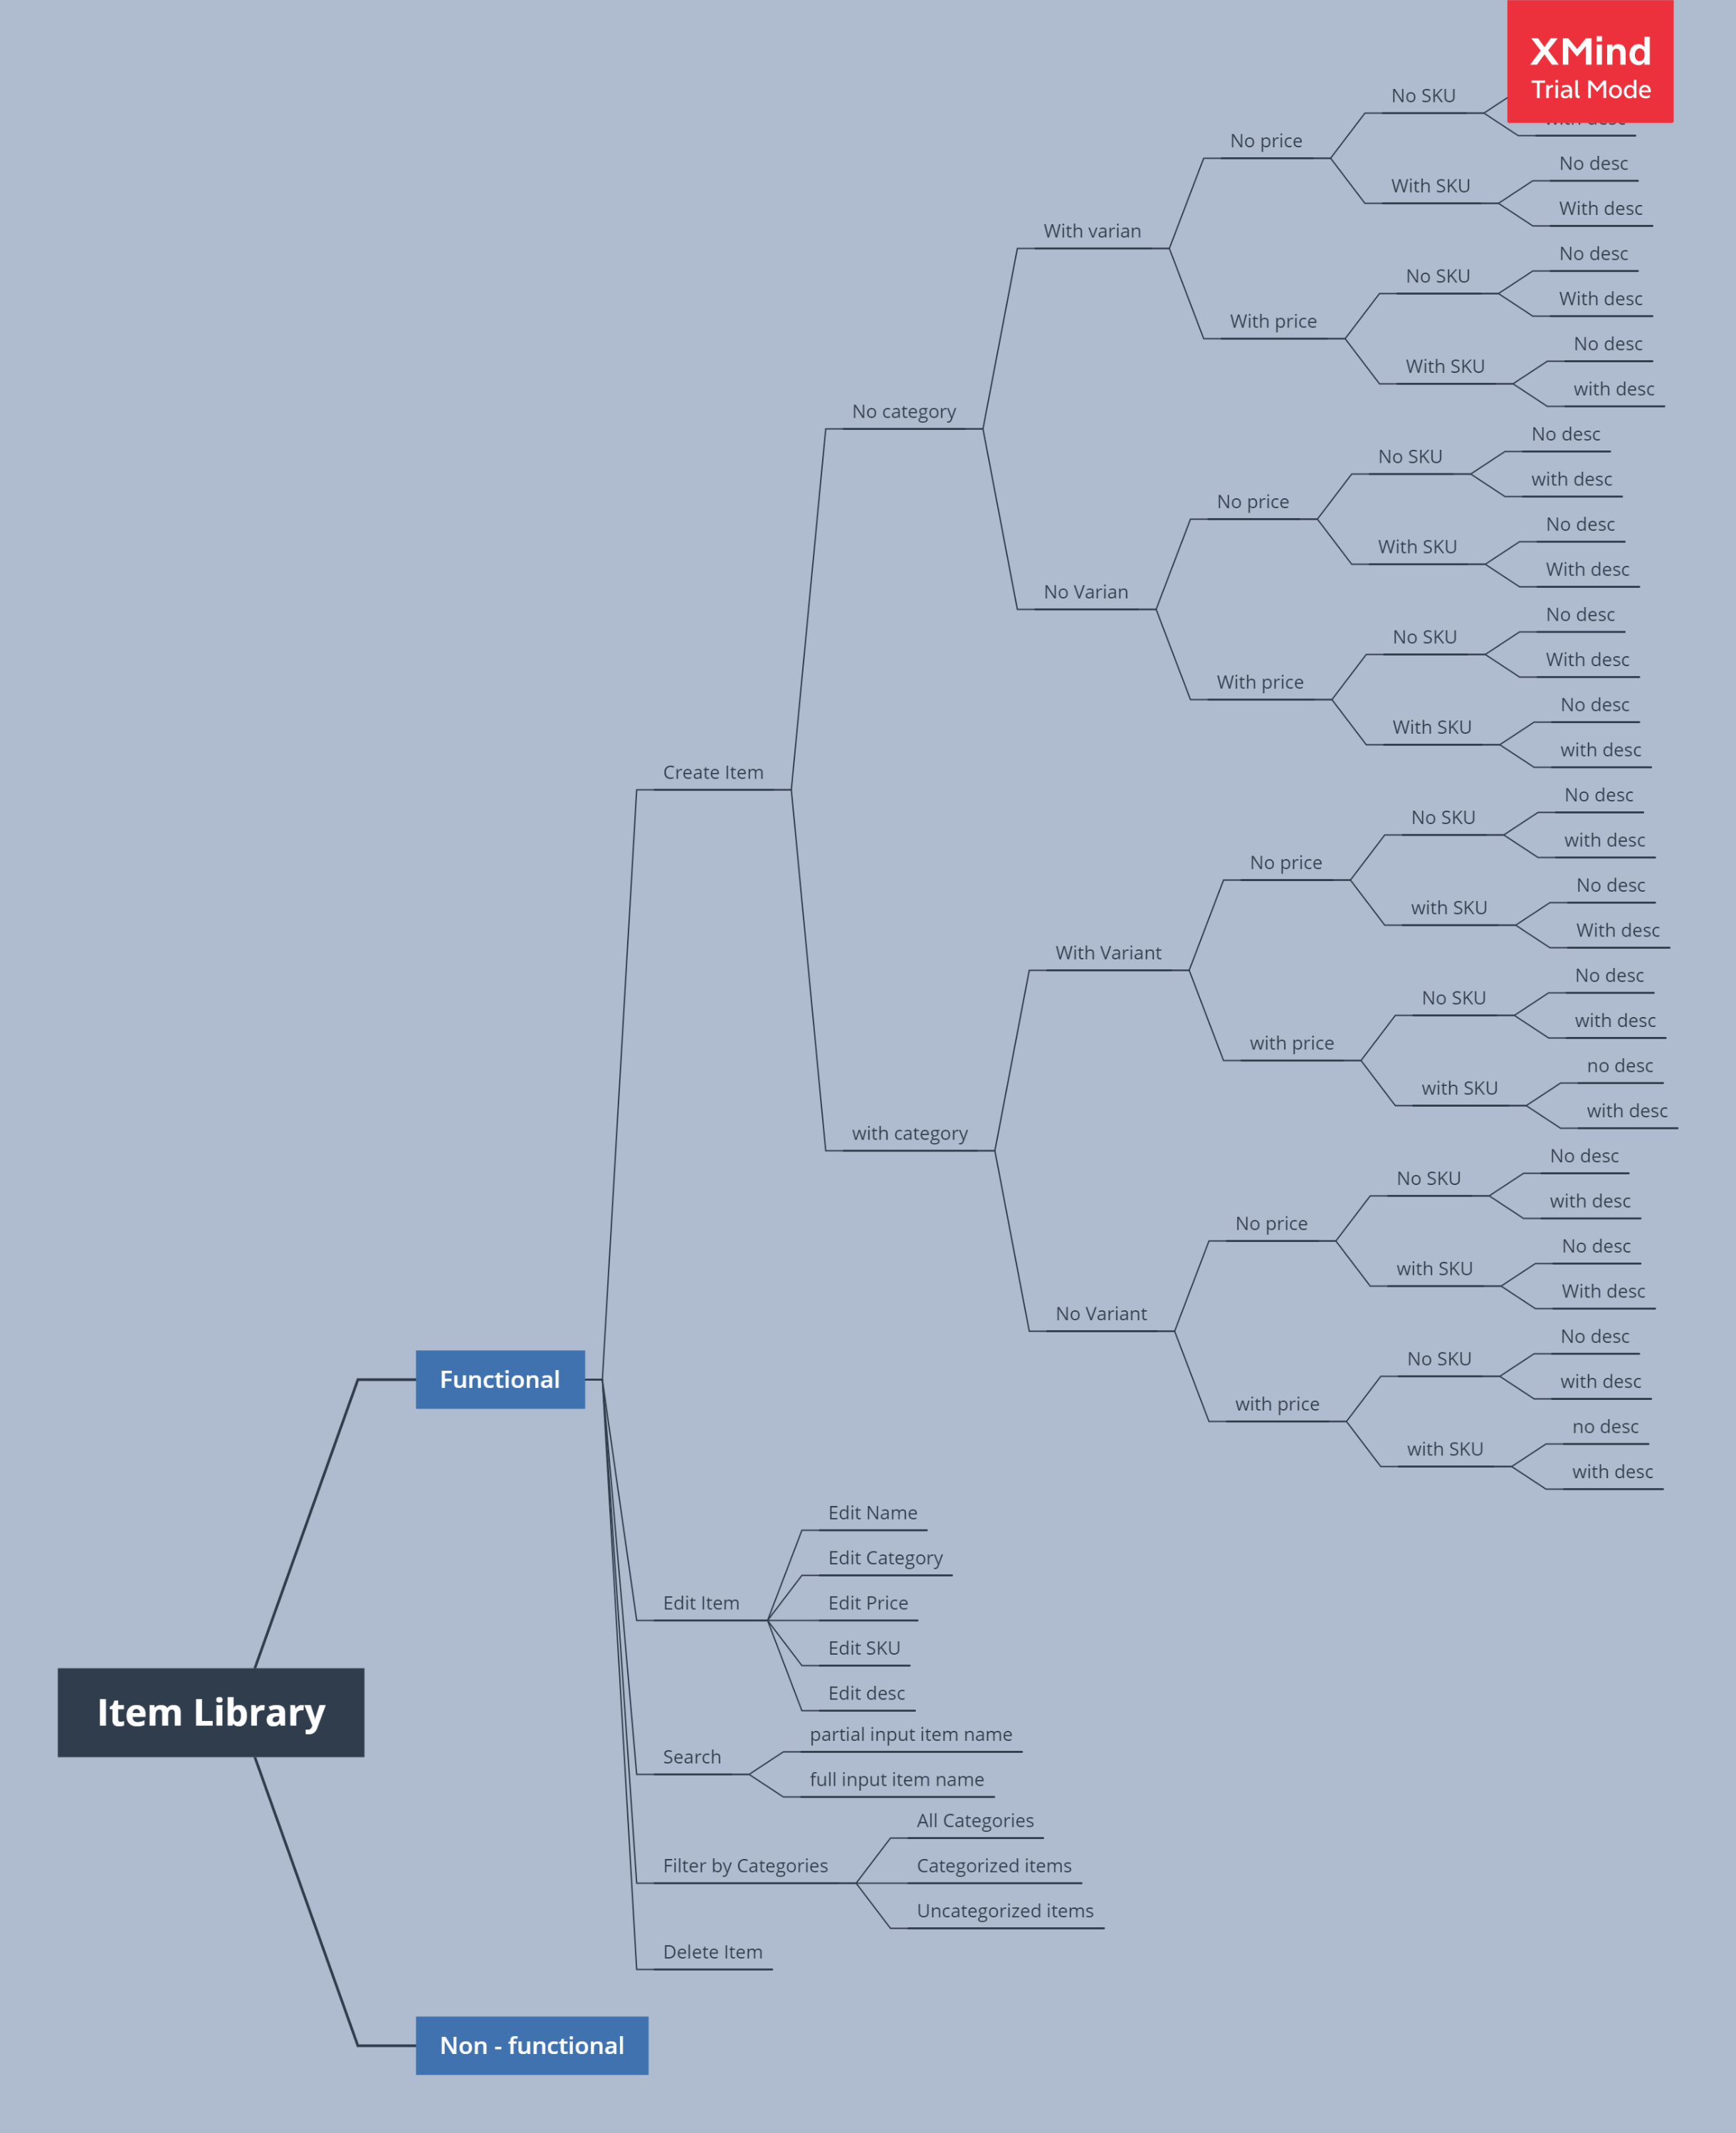 XMind
Trial Mode
No SKU
with desc
No price
No desc
With SKU
With desc
With varian
No desc
No SKU
With desc
With price
No desc
With SKU
with desc
No category
No desc
No SKU
with desc
No price
No desc
With SKU
With desc
No Varian
No desc
No SKU
With desc
With price
No desc
With SKU
with desc
Create Item
No desc
No SKU
with desc
No price
No desc
with SKU
With desc
With Variant
No desc
No SKU
with desc
with price
no desc
with SKU
with desc
with category
No desc
No SKU
with desc
No price
No desc
with SKU
With desc
No Variant
No desc
No SKU
with desc
with price
no desc
with SKU
with desc
Functional
Edit Name
Edit Category
Edit Item
Edit Price
Edit SKU
Edit desc
Item Library
partial input item name
Search
full input item name
All Categories
Filter by Categories
Categorized items
Uncategorized items
Delete Item
Non - functional